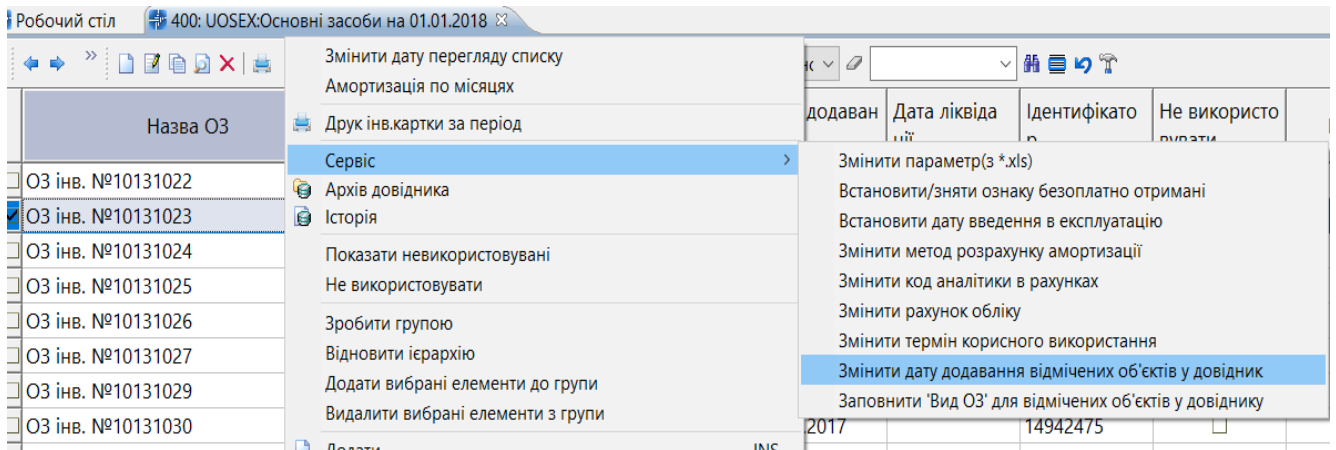 Робочий стіл
400: UOSEX:Основні засоби на 01.01.2018
Назва ОЗ
додаван
Дата ліквіда
Ідентифікато
Не використо
ОЗ інв. №10131022
ОЗ інв. №10131023
ОЗ інв. №10131024
ОЗ інв. №10131025
ОЗ інв. №10131026
ОЗ інв. №10131027
ОЗ інв. №10131029
ОЗ інв. №10131030
Змінити дату перегляду списку
Амортизація по місяцях
Друк інв.картки за період
Сервіс
Архів довідника
Історія
Показати невикористовувані
Не використовувати
Зробити групою
Відновити ієрархію
Додати вибрані елементи до групи
Видалити вибрані елементи з групи
Додати INS
Змінити параметр(з *.xls)
Встановити/зняти ознаку безоплатно отримані
Встановити дату введення в експлуатацію
Змінити метод розрахунку амортизації
Змінити код аналітики в рахунках
Змінити рахунок обліку
Змінити термін корисного використання
Змінити дату додавання відмічених об'єктів у довідник
Заповнити 'Вид ОЗ' для відмічених об'єктів у довіднику
2017
14942475